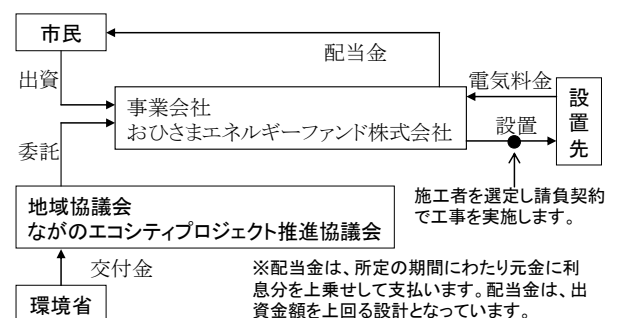 市民
配当金
出資
電気料金
事業会社
おひさまエネルギーファンド株式会社
設置
設置先
委託
施工者を選定し請負契約
で工事を実施します。
地域協議会
ながのエコシティプロジェクト推進協議会
交付金
※配当金は、所定の期間にわたり元金に利
息分を上乗せして支払います。配当金は、出
資金額を上回る設計となっています。
環境省